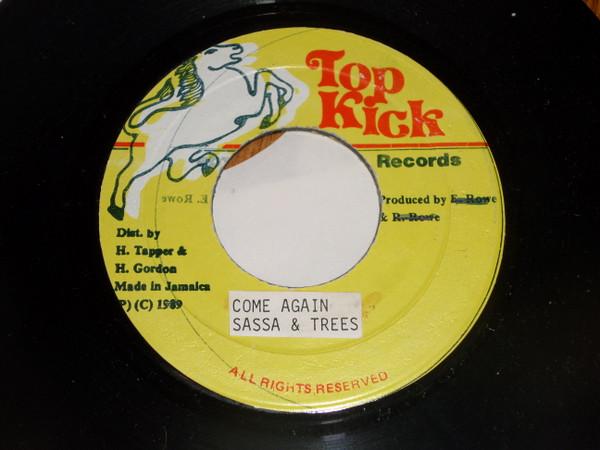 Top
Kick
Records
E. Rowe
Produced by E. Rowe
& R. Rowe
Dist. by
H. Tapper &
H. Gordon
Made in Jamaica
P) (C) 1989
COME AGAIN
SASSA & TREES
ALL RIGHTS RESERVED